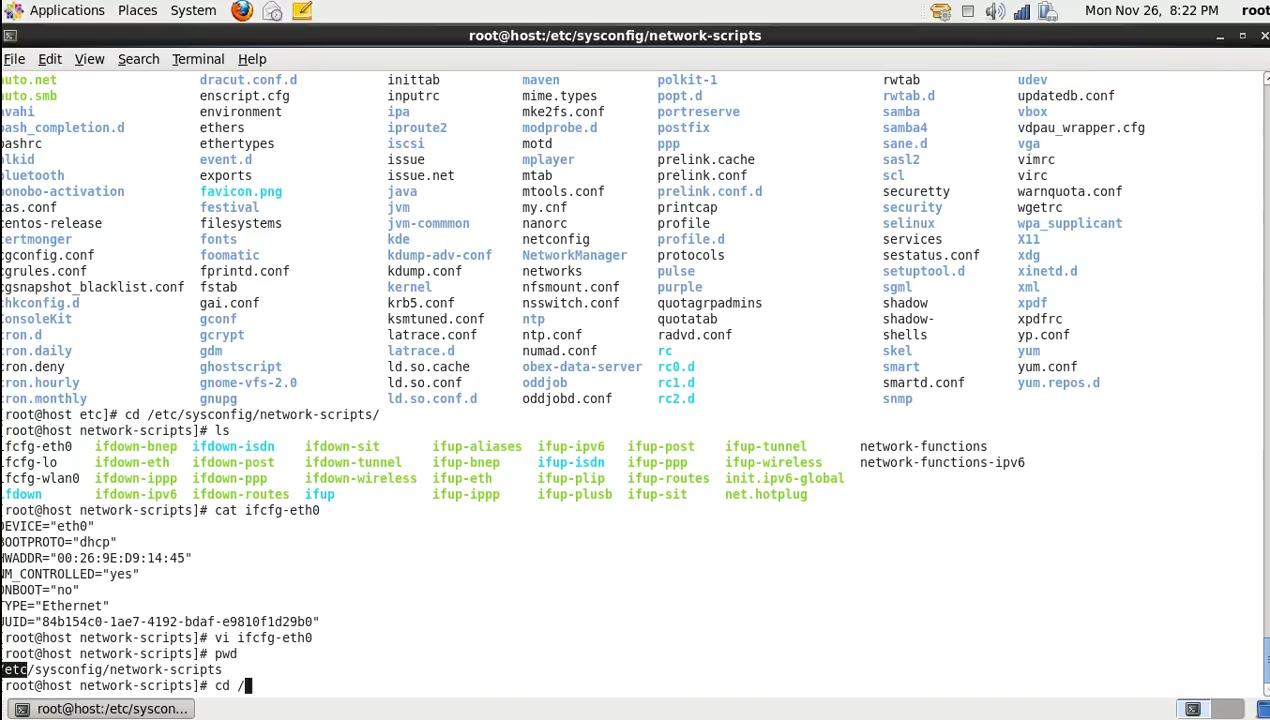 Applications Places System Mon Nov 26, 8:22 PM root
root@host:/etc/sysconfig/network-scripts
File Edit View Search Terminal Help
auto.net dracut.conf.d inittab maven polkit-1 rwtab udev
auto.smb enscript.cfg inputrc mime.types popt.d rwtab.d updatedb.conf
avahi environment ipa mke2fs.conf portreserve samba vbox
bash_completion.d ethers iproute2 modprobe.d postfix samba4 vdpau_wrapper.cfg
bashrc ethertypes iscsi motd ppp sane.d vga
blkid event.d issue mplayer prelink.cache sasl2 vimrc
bluetooth exports issue.net mtab prelink.conf scl virc
bonobo-activation favicon.png java mtools.conf prelink.conf.d securetty warnquota.conf
cas.conf festival jvm my.cnf printcap security wgetrc
centos-release filesystems jvm-commmon nanorc profile selinux wpa_supplicant
certmonger fonts kde netconfig profile.d services X11
cgconfig.conf foomatic kdump-adv-conf NetworkManager protocols sestatus.conf xdg
cgrules.conf fprintd.conf kdump.conf networks pulse setuptool.d xinetd.d
cgsnapshot_blacklist.conf fstab kernel nfsmount.conf purple sgml xml
chkconfig.d gai.conf krb5.conf nsswitch.conf quotagrpadmins shadow xpdf
ConsoleKit gconf ksmtuned.conf ntp quotatab shadow- xpdfrc
cron.d gcrypt latrace.conf ntp.conf radvd.conf shells yp.conf
cron.daily gdm latrace.d numad.conf rc skel yum
cron.deny ghostscript ld.so.cache obex-data-server rc0.d smart yum.conf
cron.hourly gnome-vfs-2.0 ld.so.conf oddjob rc1.d smartd.conf yum.repos.d
cron.monthly gnupg ld.so.conf.d oddjobd.conf rc2.d snmp
[root@host etc]# cd /etc/sysconfig/network-scripts/
[root@host network-scripts]# ls
ifcfg-eth0 ifdown-bnep ifdown-isdn ifdown-sit ifup-aliases ifup-ipv6 ifup-post ifup-tunnel network-functions
ifcfg-lo ifdown-eth ifdown-post ifdown-tunnel ifup-bnep ifup-isdn ifup-ppp ifup-wireless network-functions-ipv6
ifcfg-wlan0 ifdown-ippp ifdown-ppp ifdown-wireless ifup-eth ifup-plip ifup-routes init.ipv6-global
ifdown ifdown-ipv6 ifdown-routes ifup ifup-ippp ifup-plusb ifup-sit net.hotplug
[root@host network-scripts]# cat ifcfg-eth0
DEVICE="eth0"
BOOTPROTO="dhcp"
HWADDR="00:26:9E:D9:14:45"
NM_CONTROLLED="yes"
ONBOOT="no"
TYPE="Ethernet"
UUID="84b154c0-1ae7-4192-bdaf-e9810f1d29b0"
[root@host network-scripts]# vi ifcfg-eth0
[root@host network-scripts]# pwd
/etc/sysconfig/network-scripts
[root@host network-scripts]# cd /
root@host:/etc/syscon...